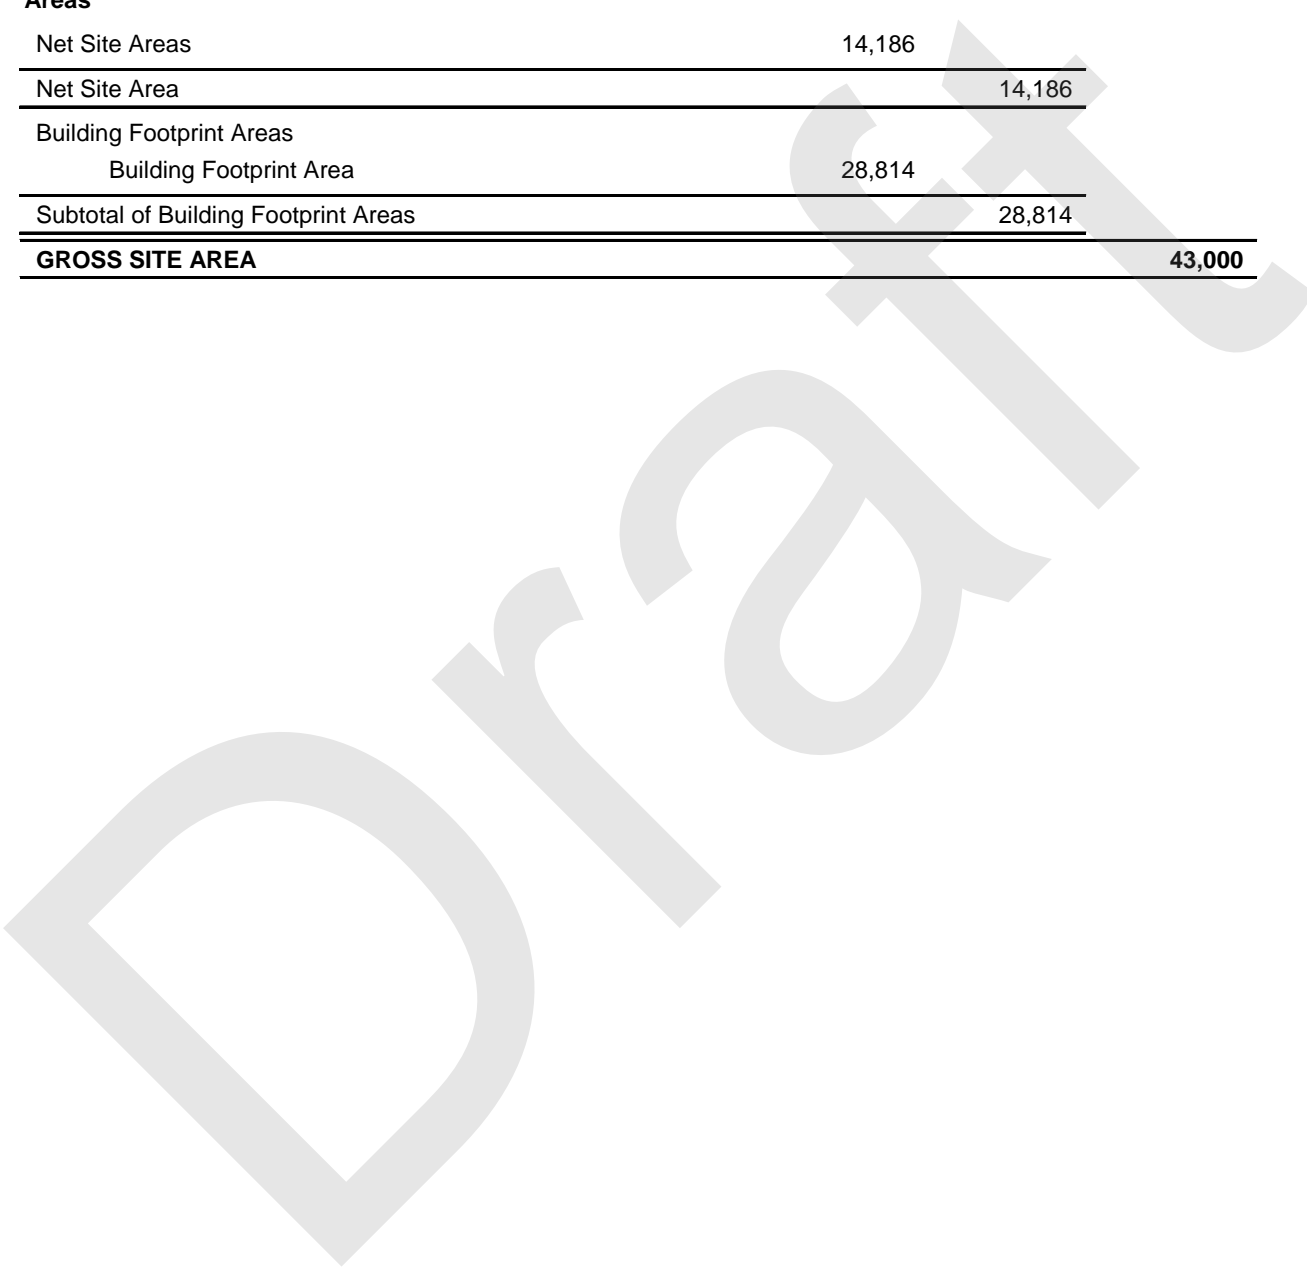 Areas
Net Site Areas 14,186
Net Site Area 14,186
Building Footprint Areas
Building Footprint Area 28,814
Subtotal of Building Footprint Areas 28,814
GROSS SITE AREA 43,000
Draft